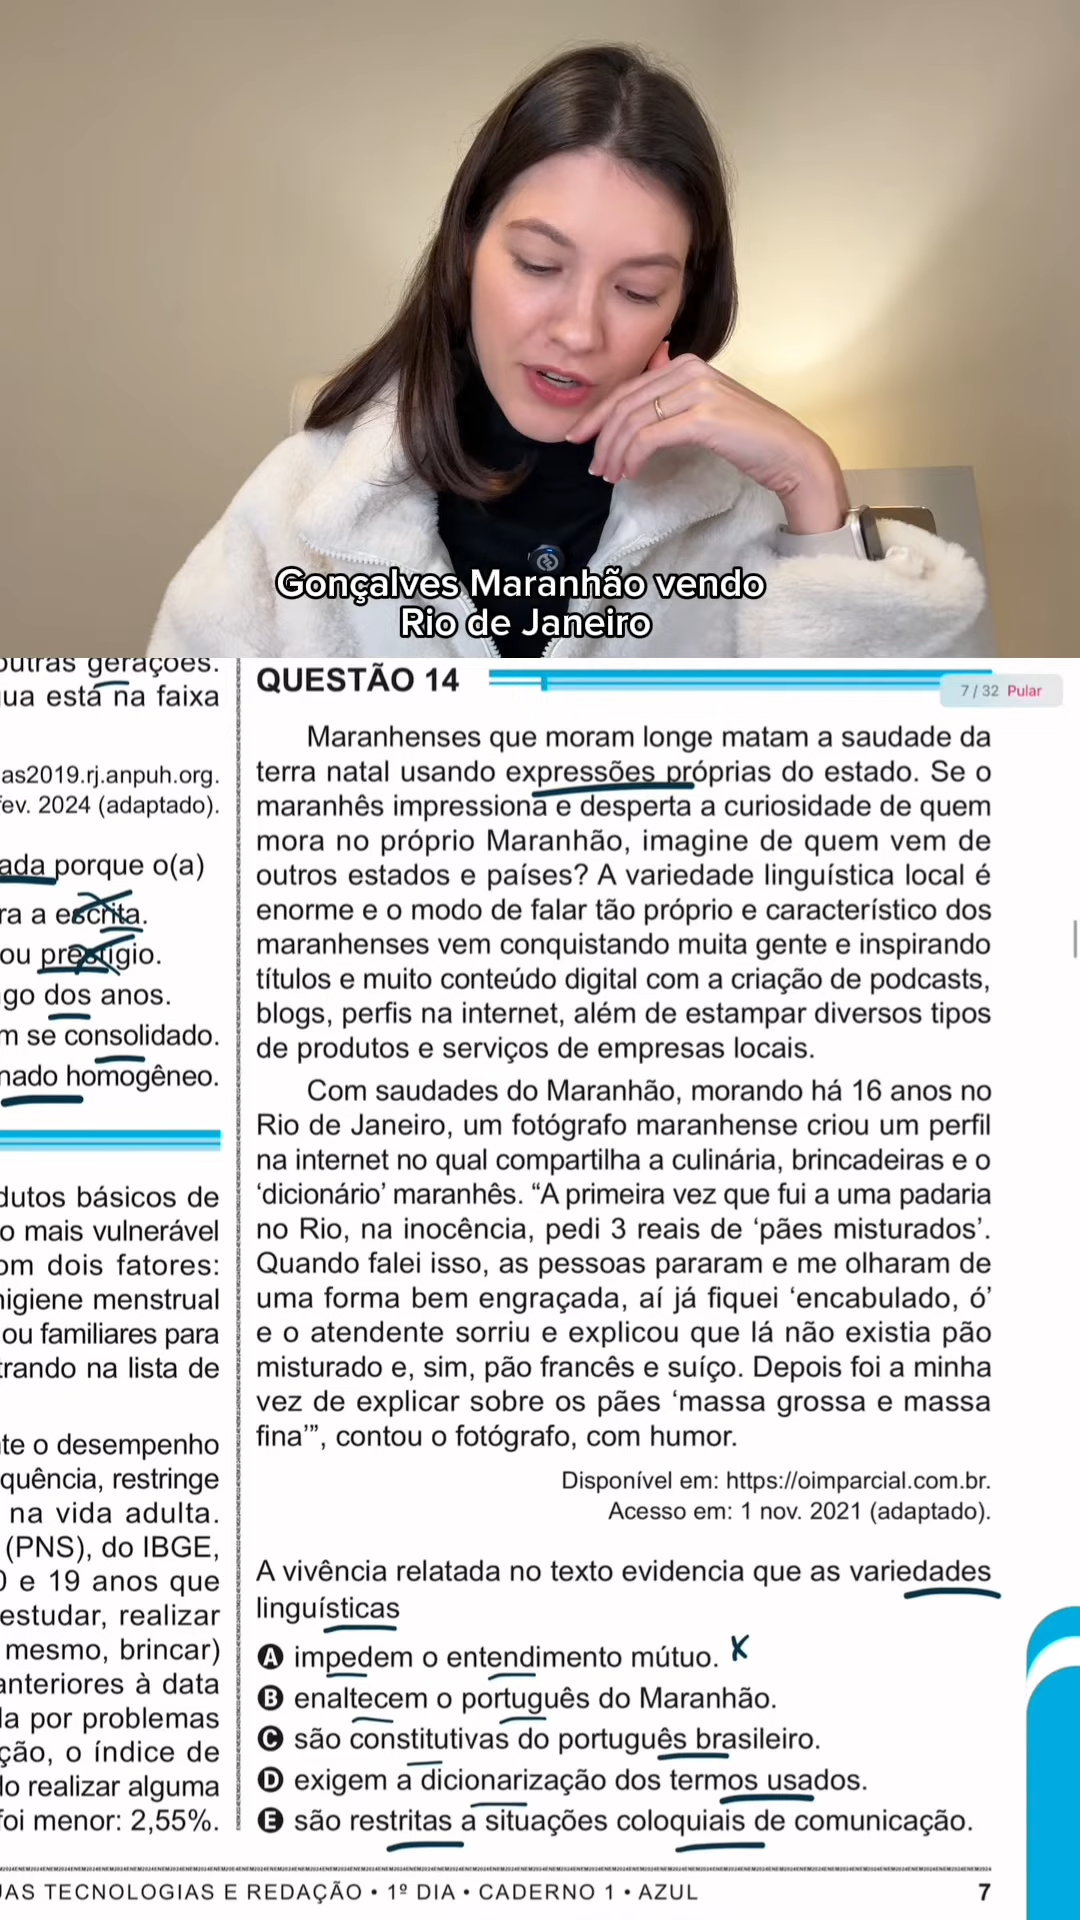 Gonçalves Maranhão vendo
Rio de Janeiro
outras gerações.
ua está na faixa
as2019.rj.anpuh.org.
fev. 2024 (adaptado).
ada porque o(a)
ra a escrita.
ou prestígio.
go dos anos.
m se consolidado.
nado homogêneo.
dutos básicos de
o mais vulnerável
om dois fatores:
higiene menstrual
ou familiares para
trando na lista de
te o desempenho
quência, restringe
na vida adulta.
(PNS), do IBGE,
0 e 19 anos que
estudar, realizar
mesmo, brincar)
anteriores à data
la por problemas
ção, o índice de
lo realizar alguma
foi menor: 2,55%.
QUESTÃO 14
7 / 32 Pular
Maranhenses que moram longe matam a saudade da
terra natal usando expressões próprias do estado. Se o
maranhês impressiona e desperta a curiosidade de quem
mora no próprio Maranhão, imagine de quem vem de
outros estados e países? A variedade linguística local é
enorme e o modo de falar tão próprio e característico dos
maranhenses vem conquistando muita gente e inspirando
títulos e muito conteúdo digital com a criação de podcasts,
blogs, perfis na internet, além de estampar diversos tipos
de produtos e serviços de empresas locais.
Com saudades do Maranhão, morando há 16 anos no
Rio de Janeiro, um fotógrafo maranhense criou um perfil
na internet no qual compartilha a culinária, brincadeiras e o
‘dicionário’ maranhês. “A primeira vez que fui a uma padaria
no Rio, na inocência, pedi 3 reais de ‘pães misturados’.
Quando falei isso, as pessoas pararam e me olharam de
uma forma bem engraçada, aí já fiquei ‘encabulado, ó’
e o atendente sorriu e explicou que lá não existia pão
misturado e, sim, pão francês e suíço. Depois foi a minha
vez de explicar sobre os pães ‘massa grossa e massa
fina’”, contou o fotógrafo, com humor.
Disponível em: https://oimparcial.com.br.
Acesso em: 1 nov. 2021 (adaptado).
A vivência relatada no texto evidencia que as variedades
linguísticas
A impedem o entendimento mútuo. X
B enaltecem o português do Maranhão.
C são constitutivas do português brasileiro.
D exigem a dicionarização dos termos usados.
E são restritas a situações coloquiais de comunicação.
UAS TECNOLOGIAS E REDAÇÃO • 1º DIA • CADERNO 1 • AZUL
7